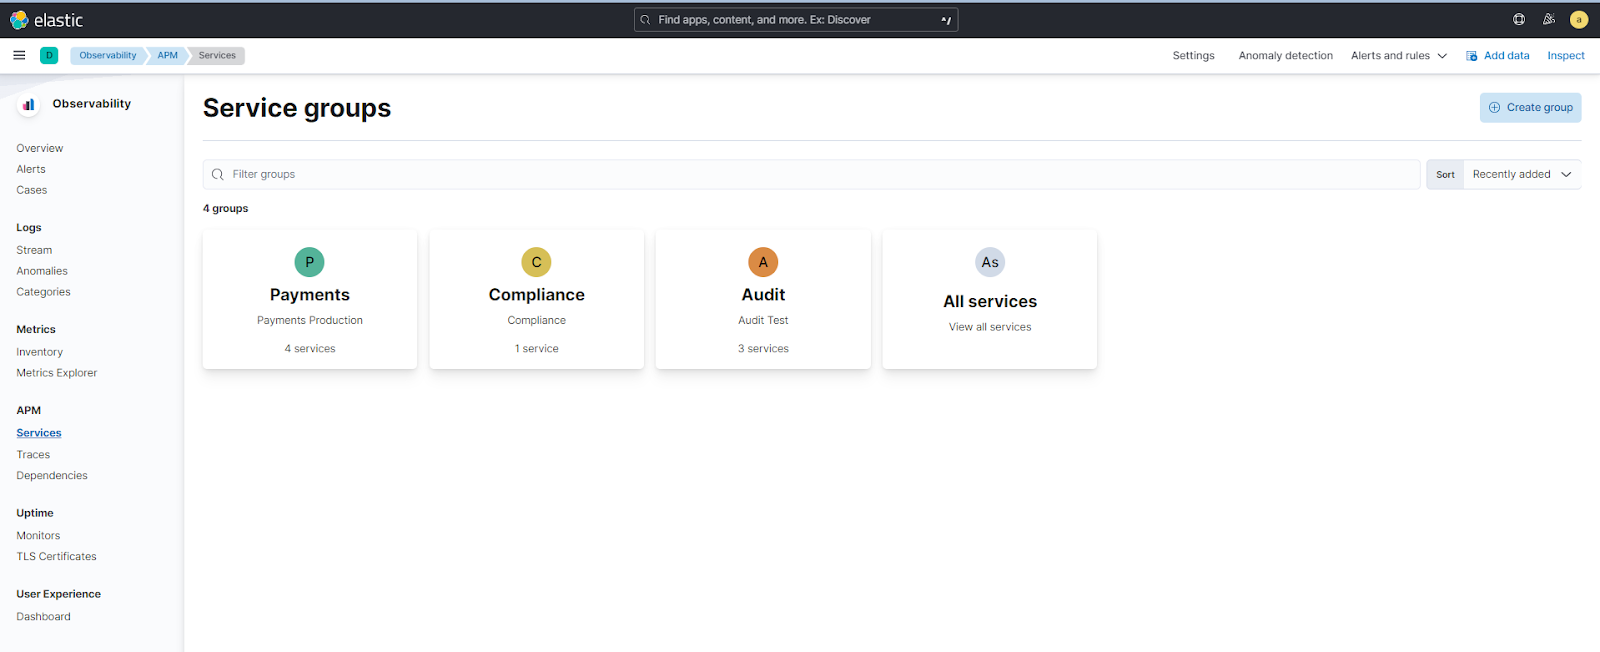 elastic
Find apps, content, and more. Ex: Discover
^/
a
D
Observability
APM
Services
Settings
Anomaly detection
Alerts and rules
Add data
Inspect
Observability
Overview
Alerts
Cases
Logs
Stream
Anomalies
Categories
Metrics
Inventory
Metrics Explorer
APM
Services
Traces
Dependencies
Uptime
Monitors
TLS Certificates
User Experience
Dashboard
Service groups
Create group
Filter groups
Sort
Recently added
4 groups
P
Payments
Payments Production
4 services
C
Compliance
Compliance
1 service
A
Audit
Audit Test
3 services
As
All services
View all services